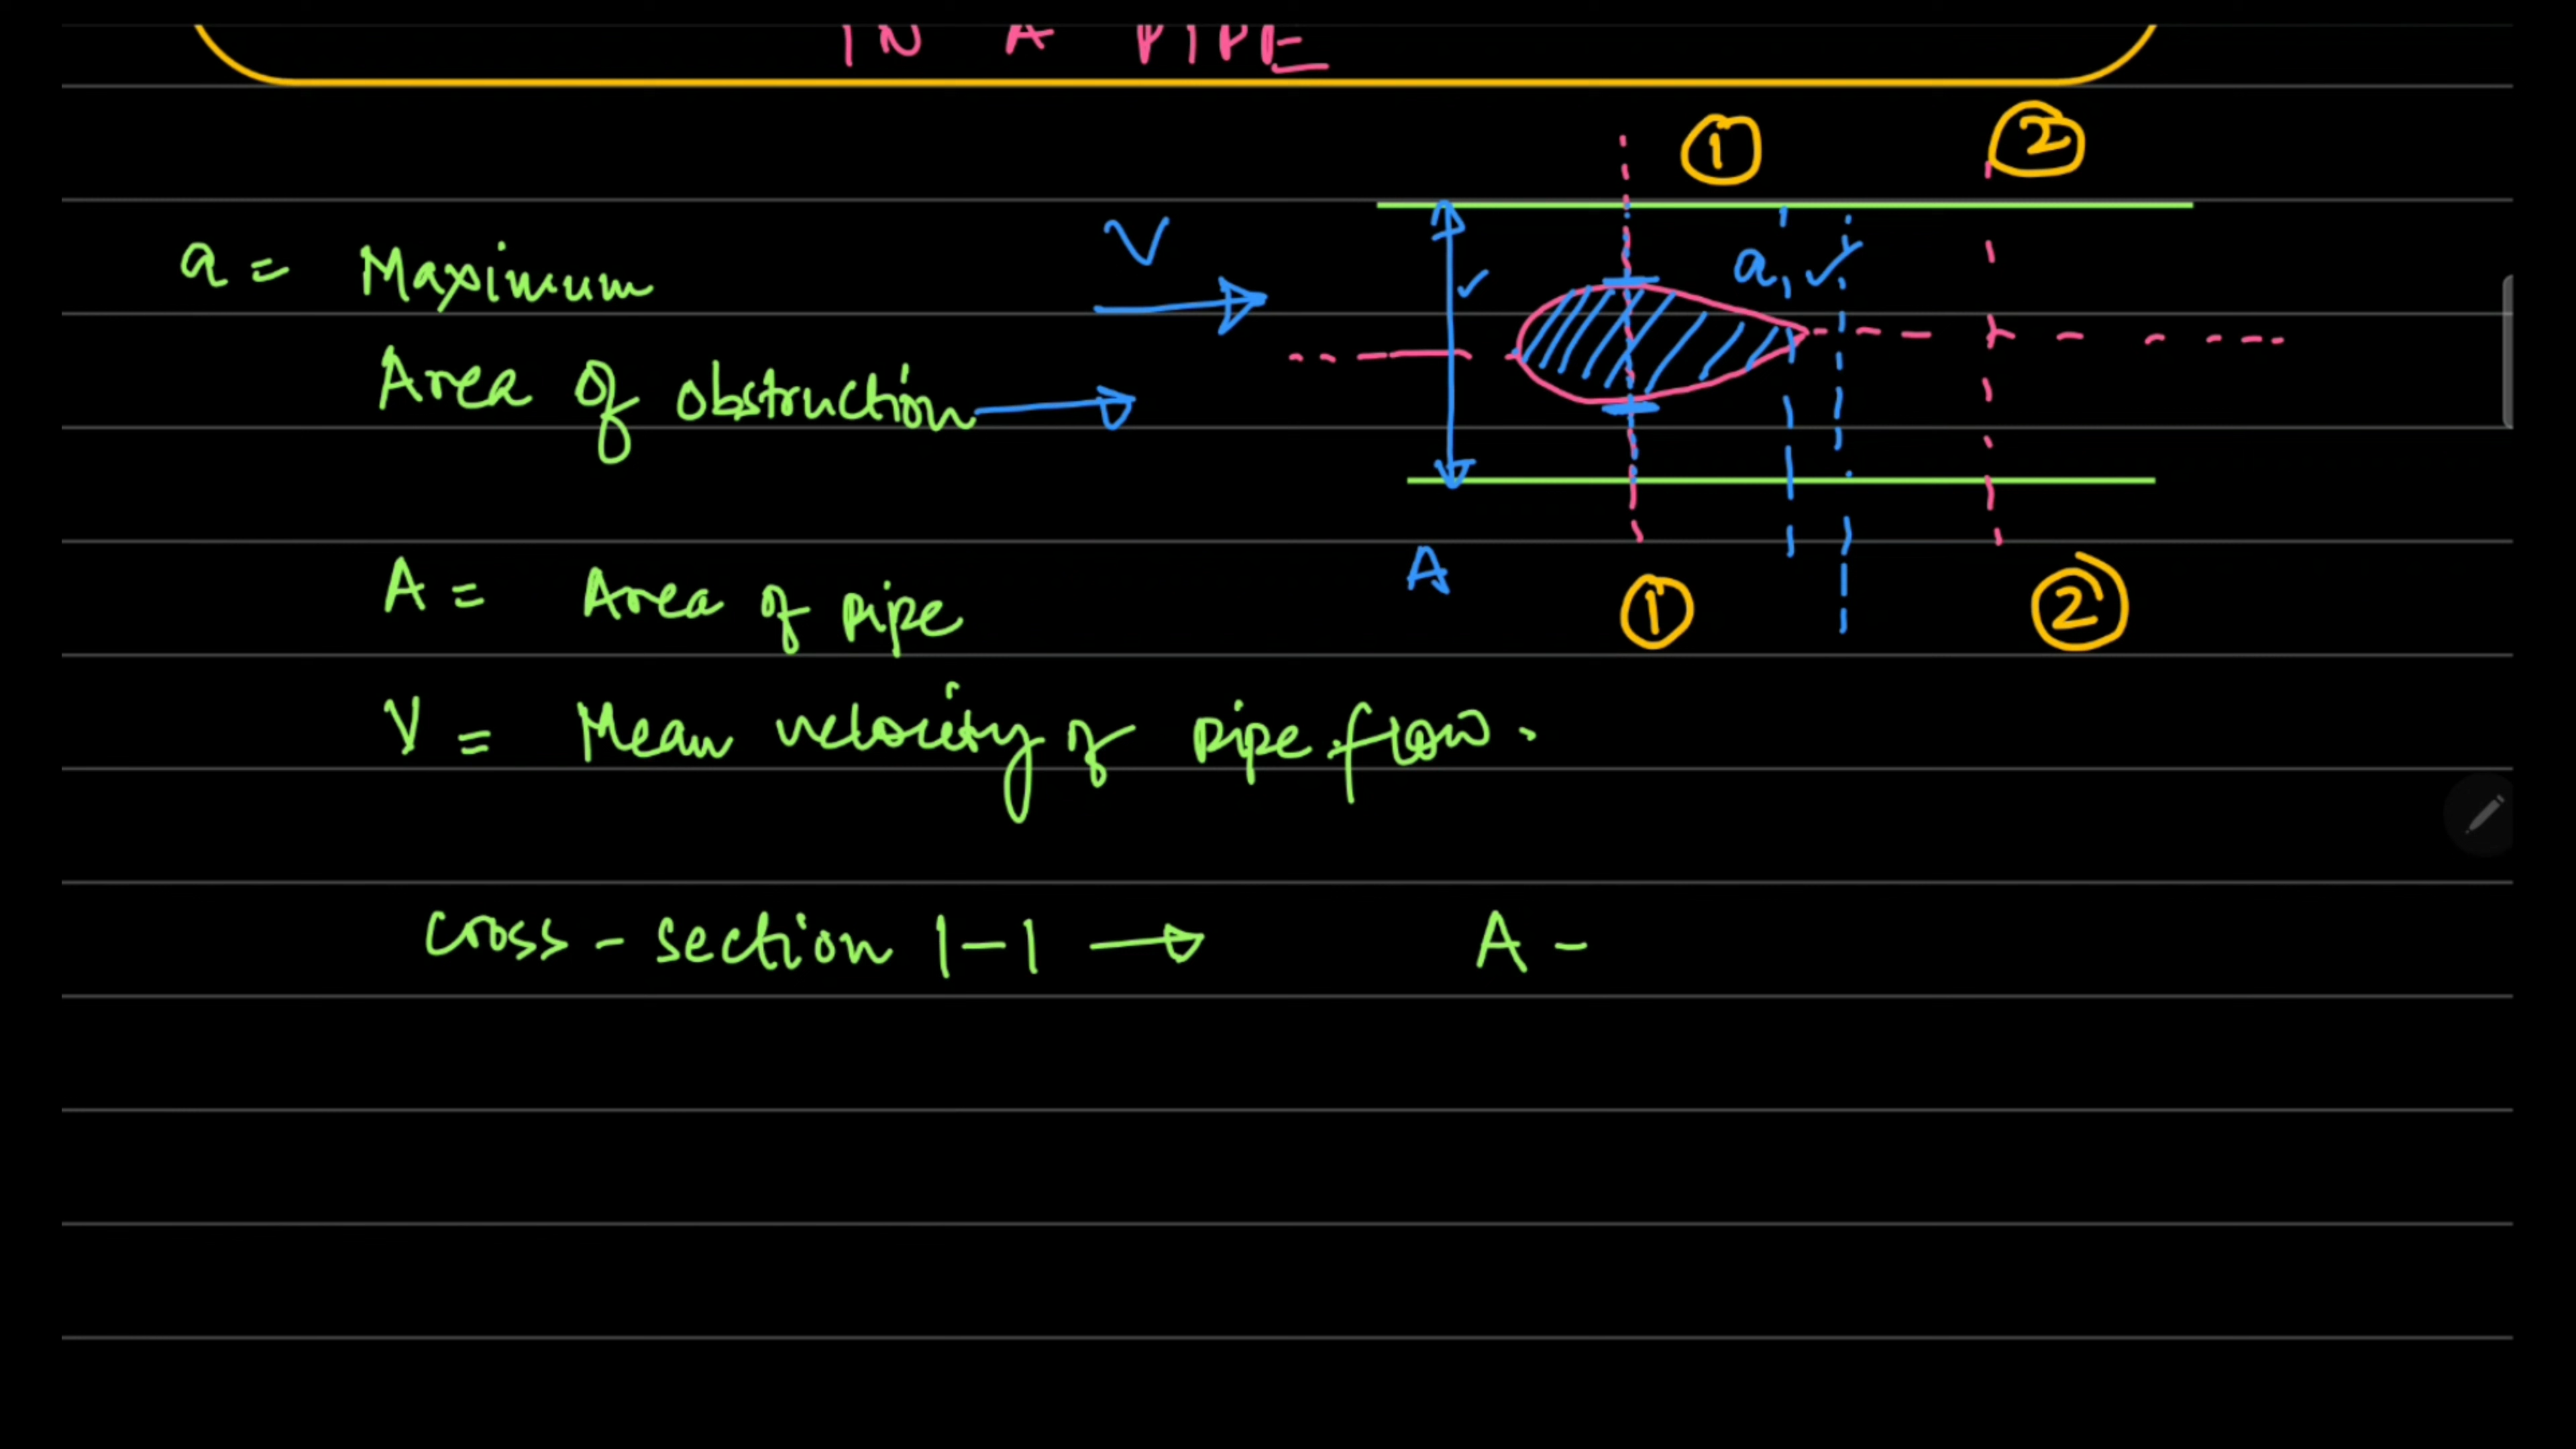 IN A PIPE
1 2
V
a = Maximum
a
Area of obstruction
A
A = Area of pipe
1 2
V = Mean velocity of pipe flow.
Cross - section 1 - 1 → A -